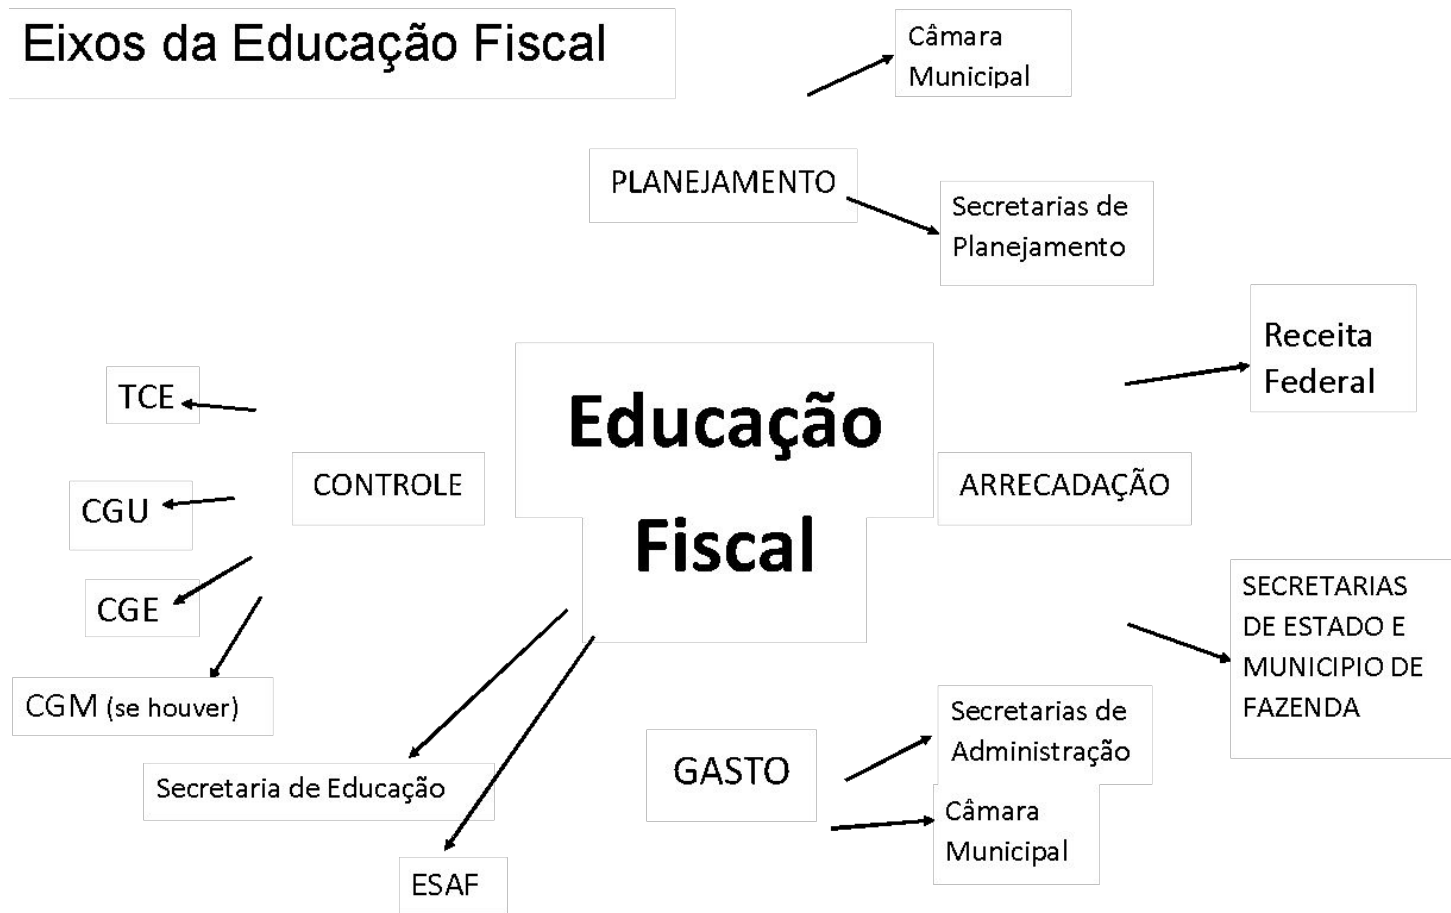 Eixos da Educação Fiscal
Câmara
Municipal
PLANEJAMENTO
Secretarias de
Planejamento
Receita
Federal
TCE
Educação
Fiscal
CONTROLE
ARRECADAÇÃO
CGU
CGE
SECRETARIAS
DE ESTADO E
MUNICIPIO DE
FAZENDA
CGM (se houver)
Secretarias de
Administração
GASTO
Secretaria de Educação
Câmara
Municipal
ESAF